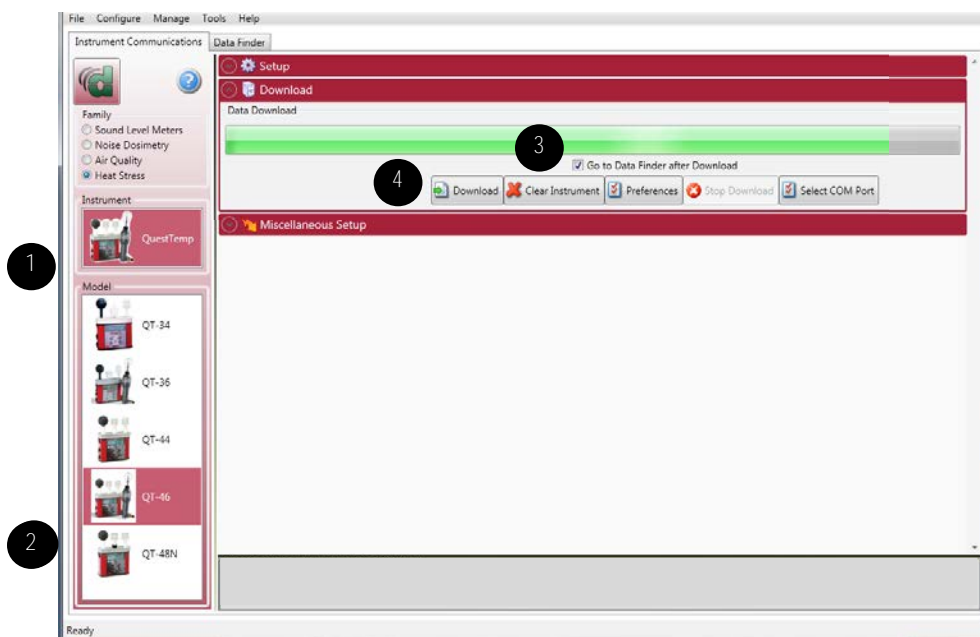 File Configure Manage Tools Help
Instrument Communications Data Finder
Setup
Download
Data Download
Family
Sound Level Meters
Noise Dosimetry
Air Quality
Heat Stress
3
Go to Data Finder after Download
4
Download Clear Instrument Preferences Stop Download Select COM Port
Instrument
QuestTemp
Miscellaneous Setup
1
Model
QT-34
QT-36
QT-44
QT-46
2
QT-48N
Ready